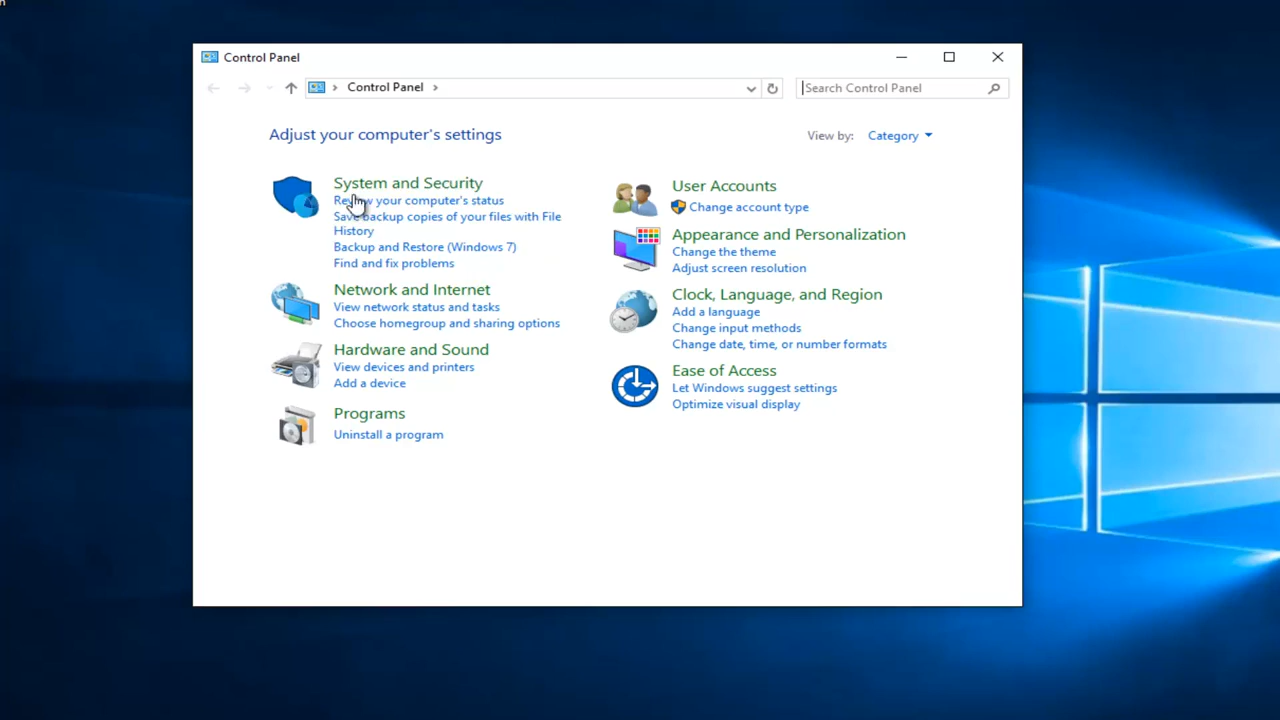 n
Control Panel
Control Panel
Search Control Panel
Adjust your computer's settings
View by: Category
System and Security
Review your computer's status
Save backup copies of your files with File
History
Backup and Restore (Windows 7)
Find and fix problems
Network and Internet
View network status and tasks
Choose homegroup and sharing options
Hardware and Sound
View devices and printers
Add a device
Programs
Uninstall a program
User Accounts
Change account type
Appearance and Personalization
Change the theme
Adjust screen resolution
Clock, Language, and Region
Add a language
Change input methods
Change date, time, or number formats
Ease of Access
Let Windows suggest settings
Optimize visual display